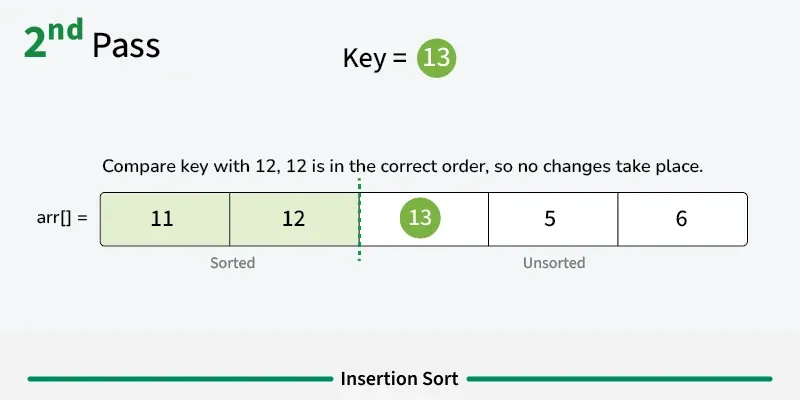 2nd Pass
Key = 13
Compare key with 12, 12 is in the correct order, so no changes take place.
arr[] = 11 12 13 5 6
Sorted Unsorted
Insertion Sort